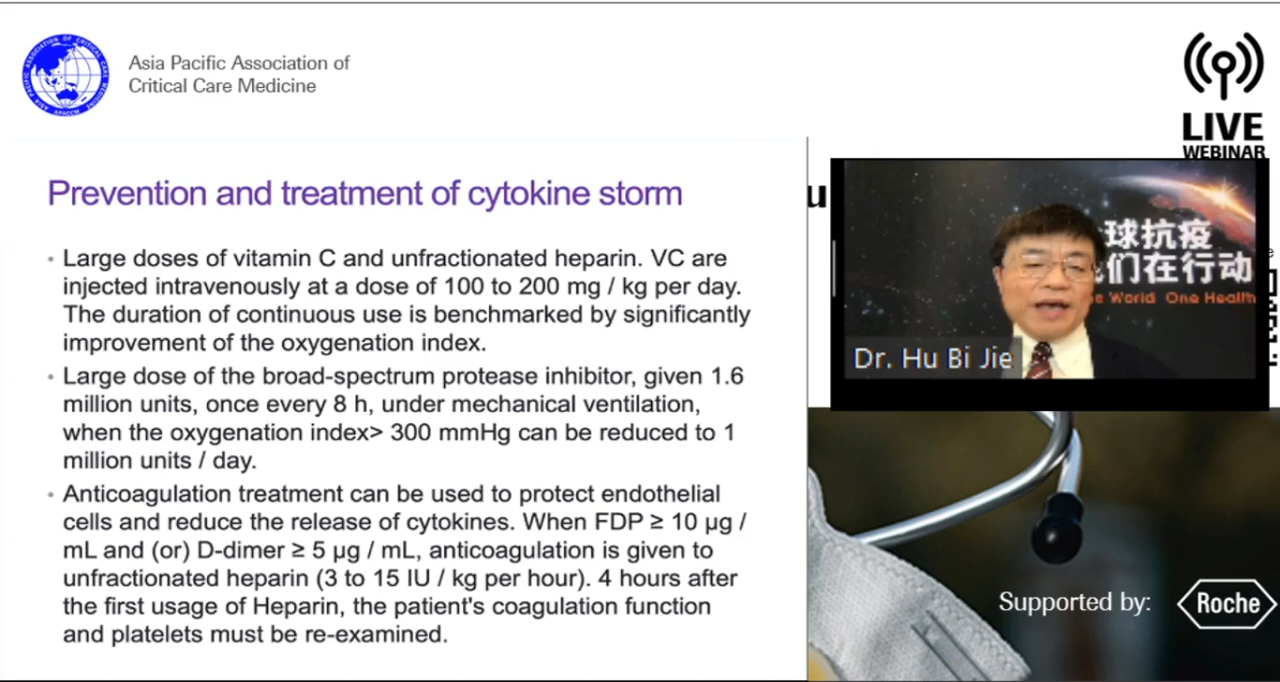 Asia Pacific Association of
Critical Care Medicine
LIVE
WEBINAR
Prevention and treatment of cytokine storm
• Large doses of vitamin C and unfractionated heparin. VC are
injected intravenously at a dose of 100 to 200 mg / kg per day.
The duration of continuous use is benchmarked by significantly
improvement of the oxygenation index.
• Large dose of the broad-spectrum protease inhibitor, given 1.6
million units, once every 8 h, under mechanical ventilation,
when the oxygenation index> 300 mmHg can be reduced to 1
million units / day.
• Anticoagulation treatment can be used to protect endothelial
cells and reduce the release of cytokines. When FDP ≥ 10 µg /
mL and (or) D-dimer ≥ 5 µg / mL, anticoagulation is given to
unfractionated heparin (3 to 15 IU / kg per hour). 4 hours after
the first usage of Heparin, the patient's coagulation function
and platelets must be re-examined.
球抗疫
们在行动
World One Health
Dr. Hu Bi Jie
Supported by:
Roche